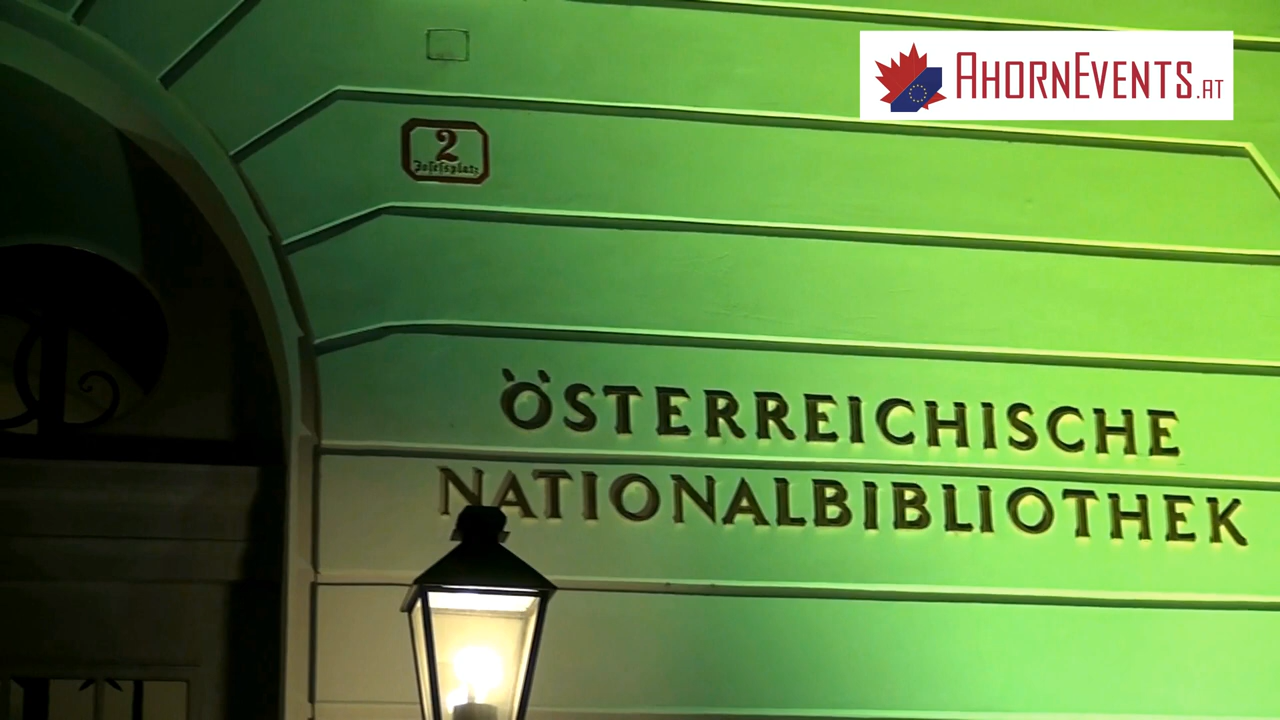 AHORNEVENTS.AT
2
Josefsplatz
ÖSTERREICHISCHE
NATIONALBIBLIOTHEK